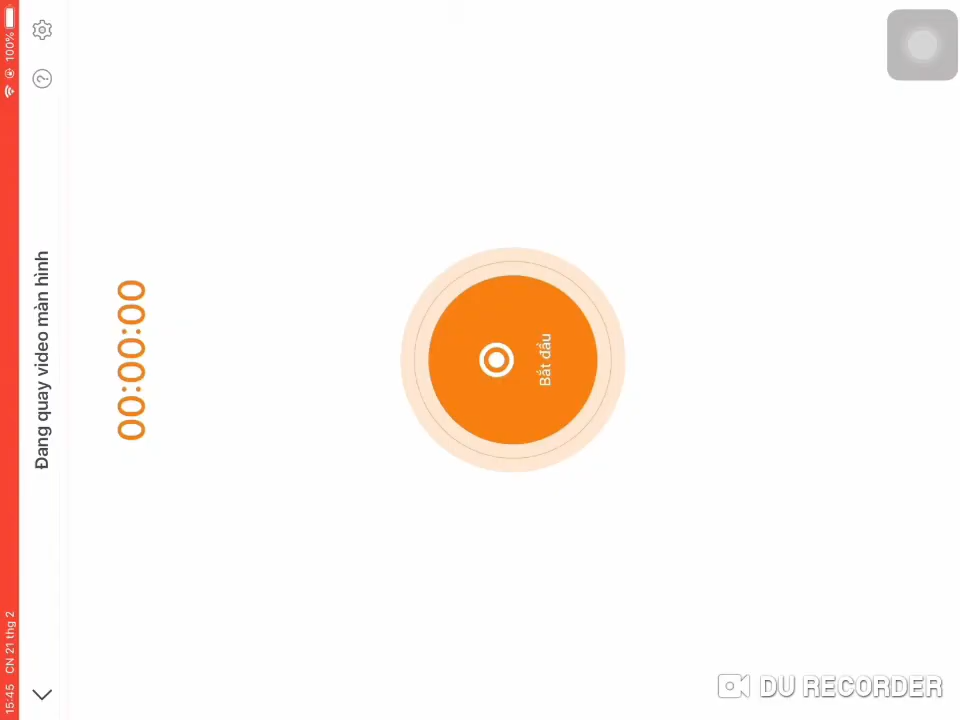 15:45 CN 21 thg 2
100%
Đang quay video màn hình
00:00:00
Bắt đầu
DU RECORDER